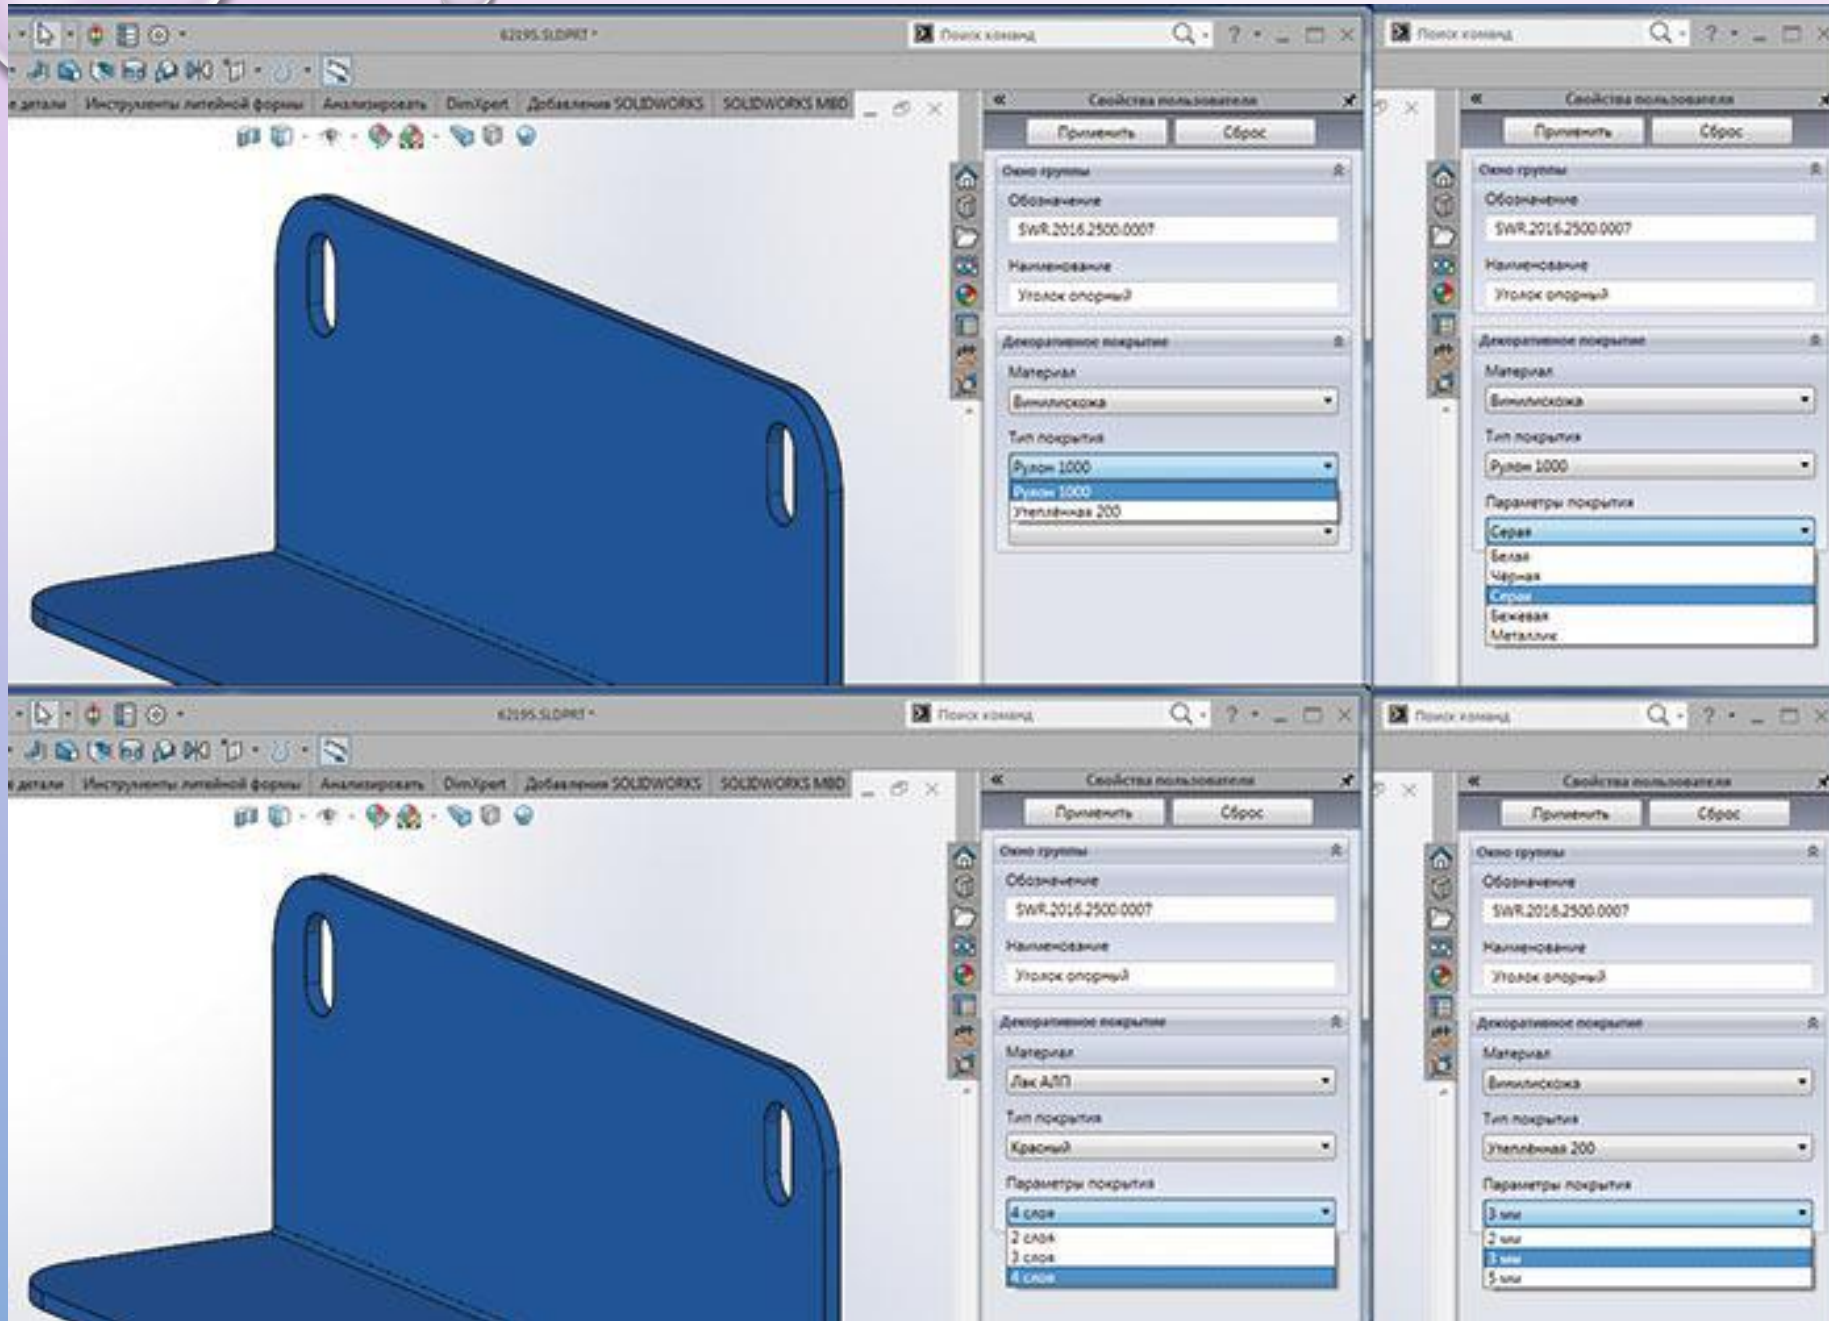 62195.SLDPRT *
Поиск команд
?
е детали Инструменты литейной формы Анализировать DimXpert Добавления SOLIDWORKS SOLIDWORKS MBD
Свойства пользователя
Применить Сброс
Окно группы
Обозначение
SWR.2016.2500.0007
Наименование
Уголок опорный
Декоративное покрытие
Материал
Винилискожа
Тип покрытия
Рулон 1000
Рулон 1000
Утеплённая 200
Поиск команд
?
Свойства пользователя
Применить Сброс
Окно группы
Обозначение
SWR.2016.2500.0007
Наименование
Уголок опорный
Декоративное покрытие
Материал
Винилискожа
Тип покрытия
Рулон 1000
Параметры покрытия
Серая
Белая
Чёрная
Серая
Бежевая
Металлик
62195.SLDPRT *
Поиск команд
?
е детали Инструменты литейной формы Анализировать DimXpert Добавления SOLIDWORKS SOLIDWORKS MBD
Свойства пользователя
Применить Сброс
Окно группы
Обозначение
SWR.2016.2500.0007
Наименование
Уголок опорный
Декоративное покрытие
Материал
Лак АЛП
Тип покрытия
Красный
Параметры покрытия
4 слоя
2 слоя
3 слоя
4 слоя
Поиск команд
?
Свойства пользователя
Применить Сброс
Окно группы
Обозначение
SWR.2016.2500.0007
Наименование
Уголок опорный
Декоративное покрытие
Материал
Винилискожа
Тип покрытия
Утеплённая 200
Параметры покрытия
3 мм
2 мм
3 мм
5 мм